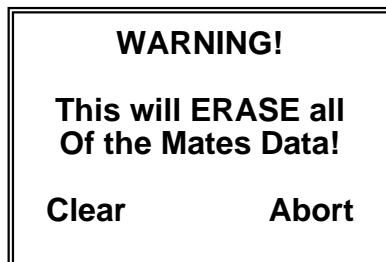 WARNING!
This will ERASE all
Of the Mates Data!
Clear Abort